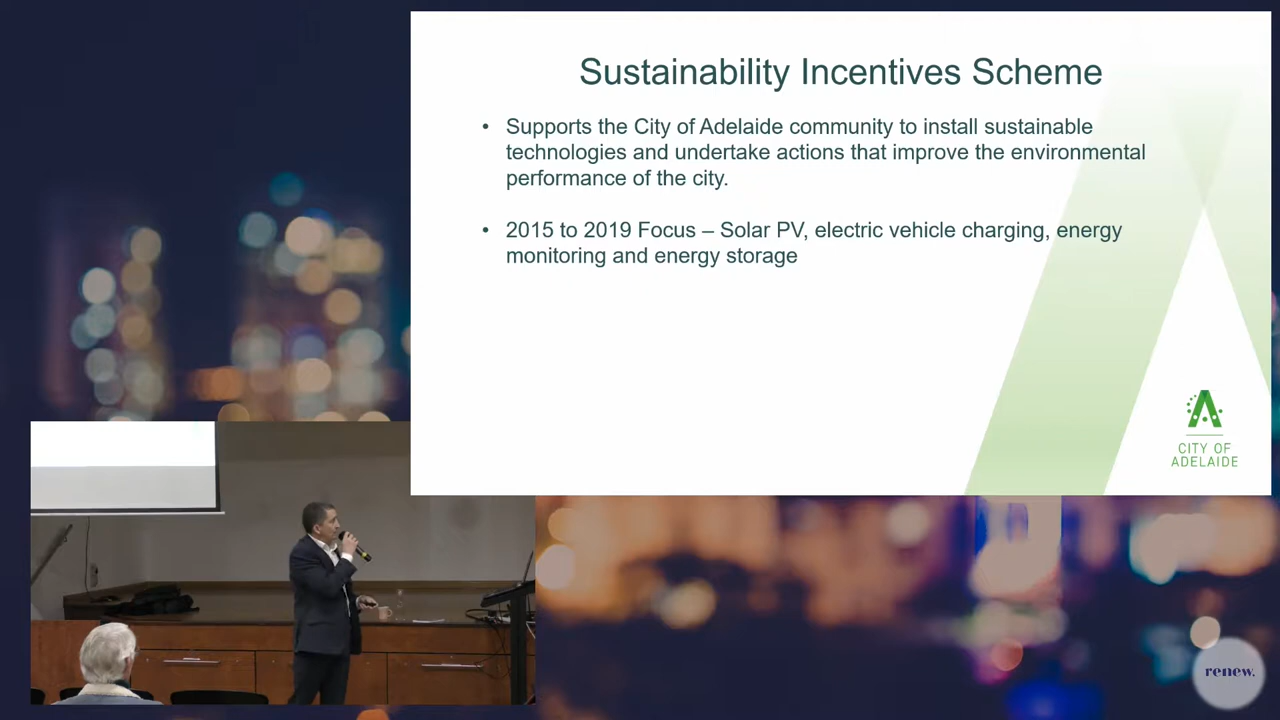 Sustainability Incentives Scheme
• Supports the City of Adelaide community to install sustainable
technologies and undertake actions that improve the environmental
performance of the city.
• 2015 to 2019 Focus – Solar PV, electric vehicle charging, energy
monitoring and energy storage
CITY OF
ADELAIDE
renew.